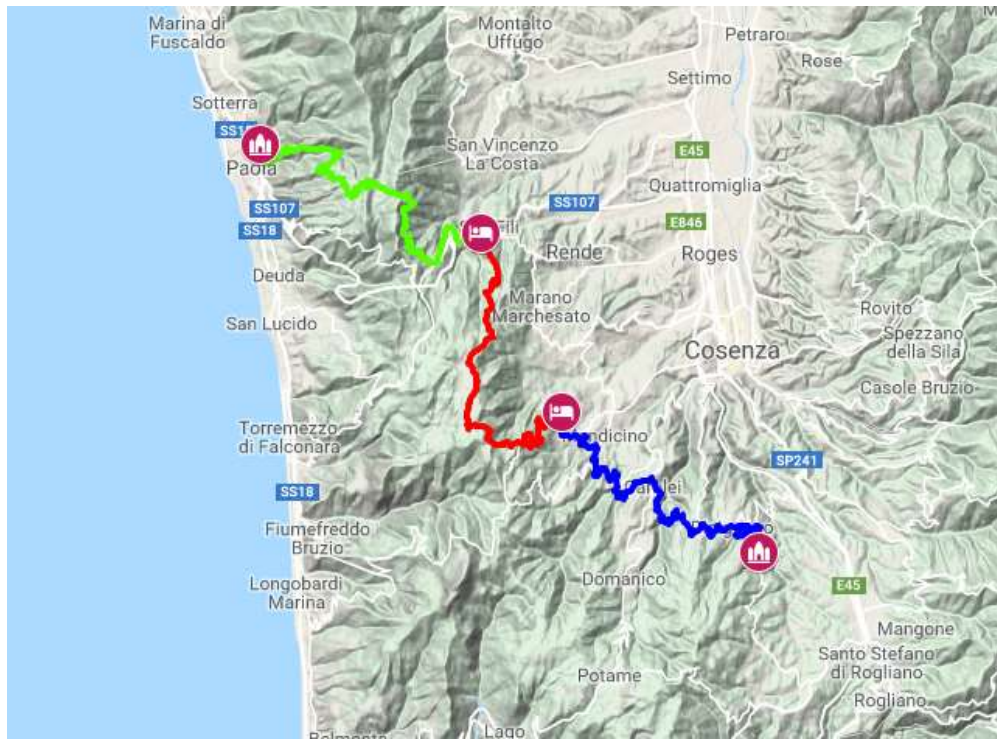 Marina di
Fuscaldo
Montalto
Uffugo
Petraro
Rose
Settimo
Sotterra
San Vincenzo
La Costa
E45
Paola
Quattromiglia
SS107
SS107
SS18
E846
Rende
Roges
Deuda
Marano
Marchesato
Rovito
San Lucido
Spezzano
della Sila
Cosenza
Casole Bruzio
Torremezzo
di Falconara
SP241
SS18
Fiumefreddo
Bruzio
Domanico
E45
Longobardi
Marina
Mangone
Santo Stefano
di Rogliano
Potame
Rogliano
Lago